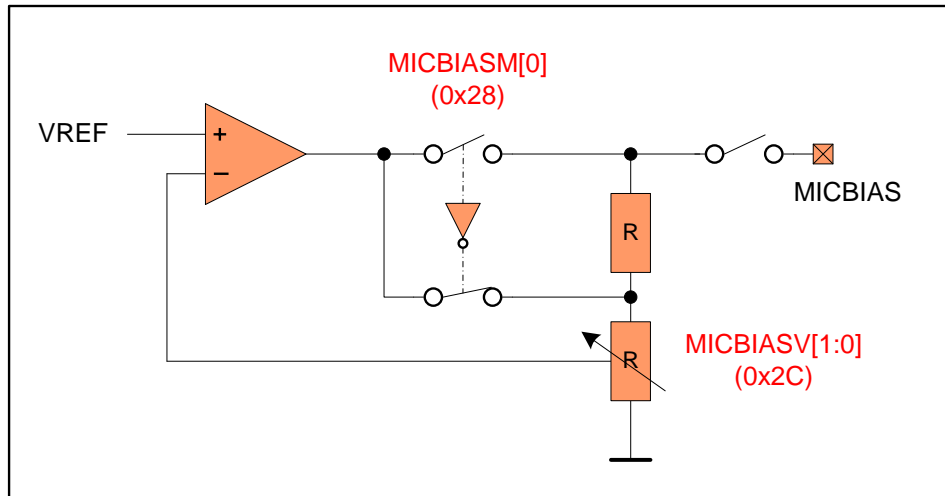 MICBIASM[0]
(0x28)
VREF
+
−
MICBIAS
R
R
MICBIASV[1:0]
(0x2C)